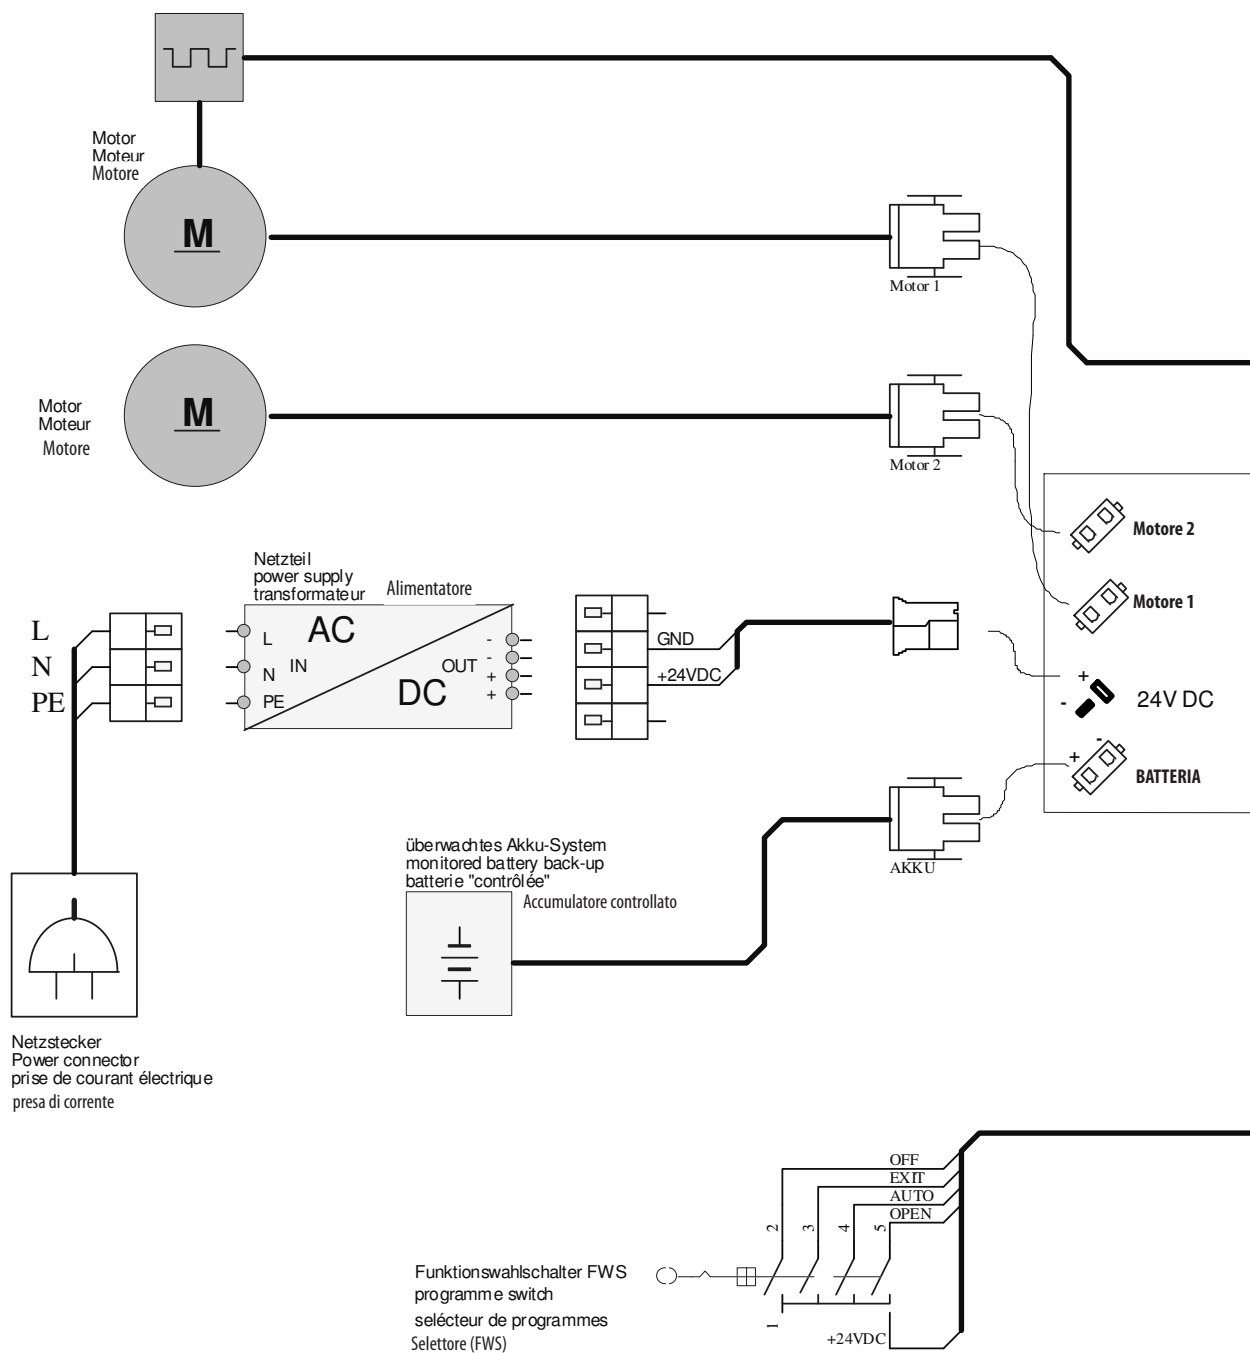 Motor
Moteur
Motore
M
Motor 1
Motor
Moteur
Motore
M
Motor 2
Motore 2
Motore 1
+
-
24V DC
+
-
BATTERIA
Netzteil
power supply
transformateur
Alimentatore
L
N
PE
L
N
PE
AC
IN
OUT
DC
-
-
+
+
GND
+24VDC
AKKU
überwachtes Akku-System
monitored battery back-up
batterie "contrôlée"
Accumulatore controllato
Netzstecker
Power connector
prise de courant électrique
presa di corrente
OFF
EXIT
AUTO
OPEN
2
3
4
5
1
+24VDC
Funktionswahlschalter FWS
programme switch
selécteur de programmes
Selettore (FWS)